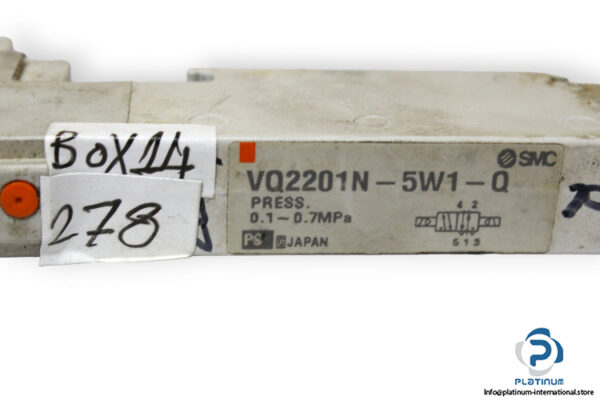 BOX14
278
SMC
VQ2201N-5W1-Q
PRESS.
0.1~0.7MPa
4 2
5 1 3
PS JAPAN
PLATINUM
Info@platinum-international.store